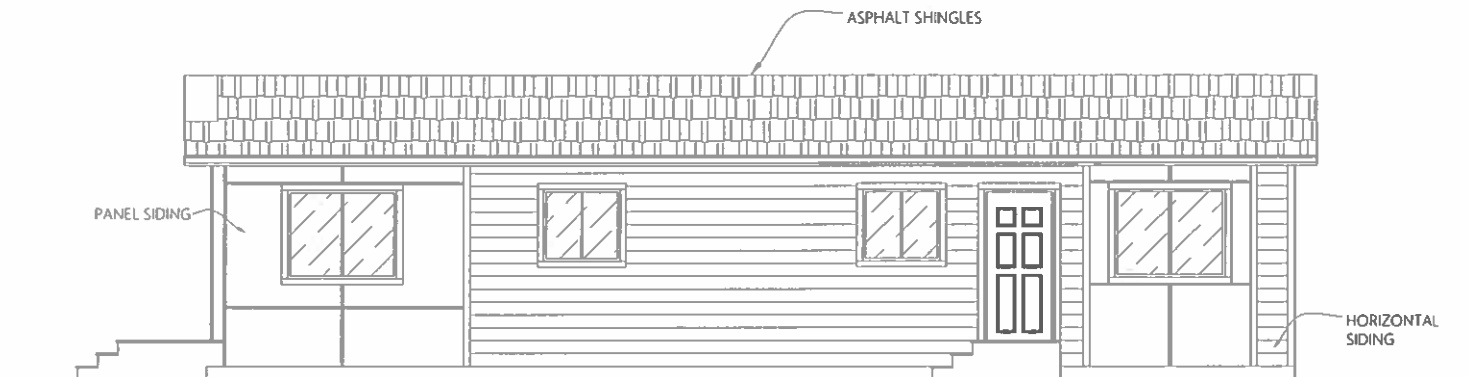 ASPHALT SHINGLES
PANEL SIDING
HORIZONTAL
SIDING